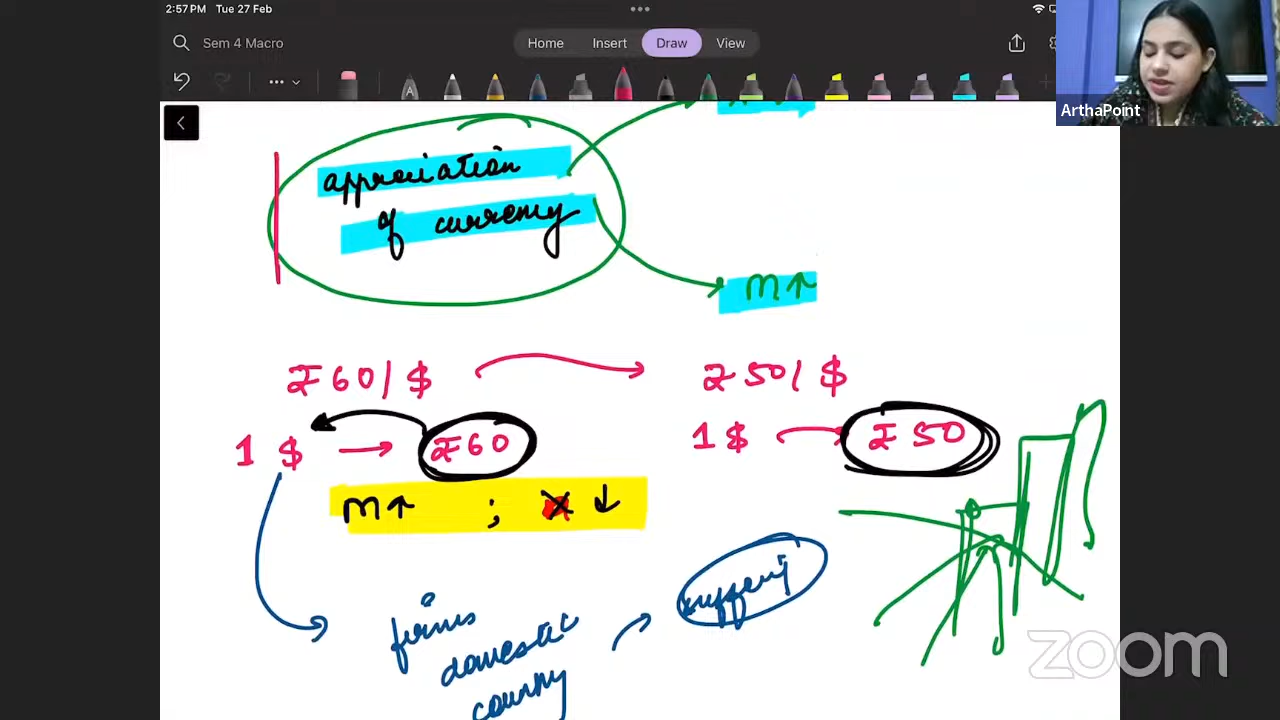 2:57 PM Tue 27 Feb
Sem 4 Macro
Home Insert Draw View
ArthaPoint
appreciation
of currency
m↑
₹60/$ → ₹50/$
1 $ → ₹60
1$ → ₹50
m↑ ; X↓
firms
domestic
country
zoom